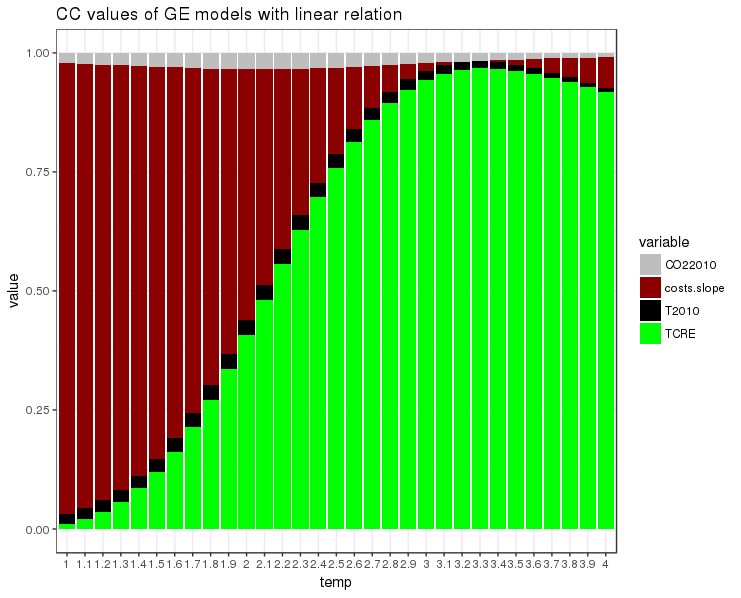 CC values of GE models with linear relation
1.00
0.75
0.50
0.25
0.00
value
1 1.1 1.2 1.3 1.4 1.5 1.6 1.7 1.8 1.9 2 2.1 2.2 2.3 2.4 2.5 2.6 2.7 2.8 2.9 3 3.1 3.2 3.3 3.4 3.5 3.6 3.7 3.8 3.9 4
temp
variable
CO22010
costs.slope
T2010
TCRE